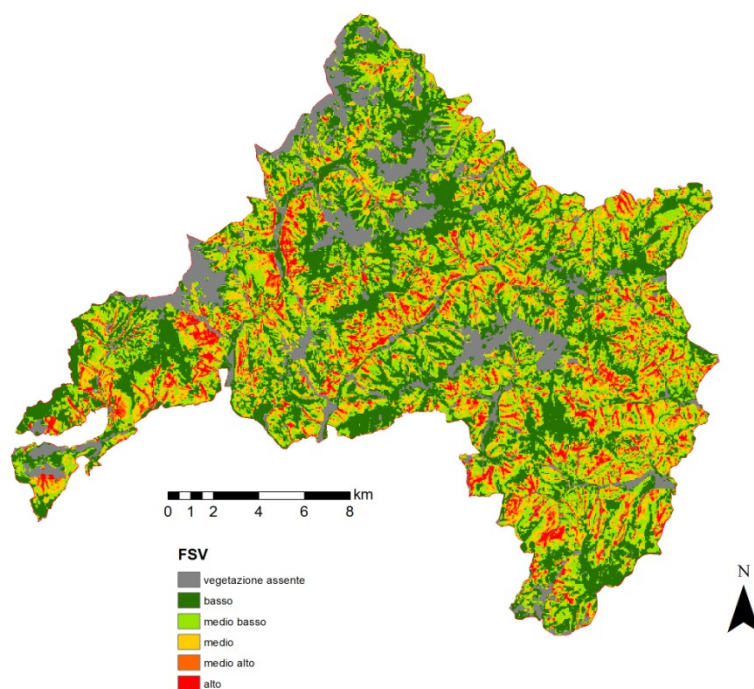 km
0 1 2 4 6 8
FSV
vegetazione assente
basso
medio basso
medio
medio alto
alto
N